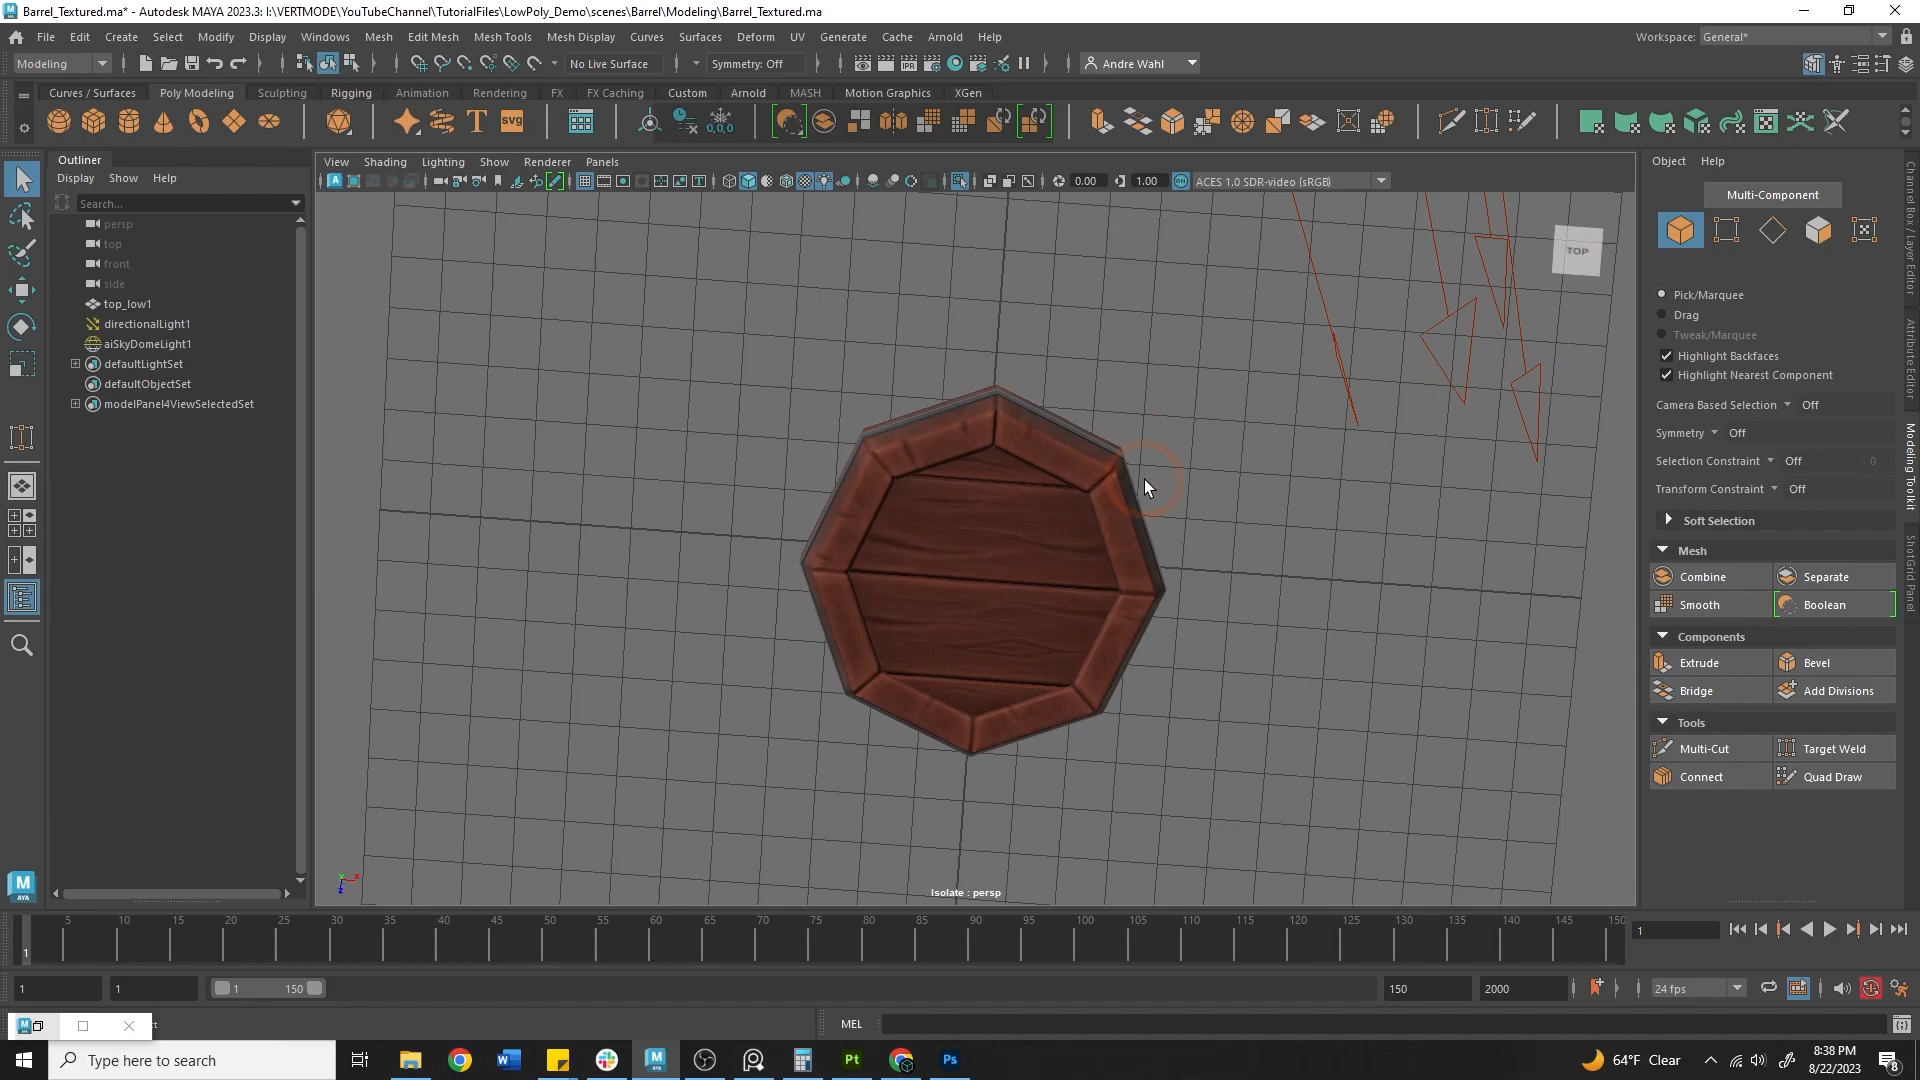 Barrel_Textured.ma* - Autodesk MAYA 2023.3: I:\VERTMODE\YouTubeChannel\TutorialFiles\LowPoly_Demo\scenes\Barrel\Modeling\Barrel_Textured.ma
File Edit Create Select Modify Display Windows Mesh Edit Mesh Mesh Tools Mesh Display Curves Surfaces Deform UV Generate Cache Arnold Help
Workspace: General*
Modeling
No Live Surface
Symmetry: Off
Andre Wahl
Curves / Surfaces Poly Modeling Sculpting Rigging Animation Rendering FX FX Caching Custom Arnold MASH Motion Graphics XGen
T svg
0,0,0
Outliner
Display Show Help
Search...
persp
top
front
side
top_low1
directionalLight1
aiSkyDomeLight1
defaultLightSet
defaultObjectSet
modelPanel4ViewSelectedSet
View Shading Lighting Show Renderer Panels
0.00 1.00 ACES 1.0 SDR-video (sRGB)
TOP
Isolate : persp
Object Help
Multi-Component
Pick/Marquee
Drag
Tweak/Marquee
Highlight Backfaces
Highlight Nearest Component
Camera Based Selection Off
Symmetry Off
Selection Constraint Off 0
Transform Constraint Off
Soft Selection
Mesh
Combine Separate
Smooth Boolean
Components
Extrude Bevel
Bridge Add Divisions
Tools
Multi-Cut Target Weld
Connect Quad Draw
Channel Box / Layer Editor
Attribute Editor
Modeling Toolkit
ShotGrid Panel
5 10 15 20 25 30 35 40 45 50 55 60 65 70 75 80 85 90 95 100 105 110 115 120 125 130 135 140 145 150
1
1
1 1 1 150 150 2000 24 fps
MEL
Type here to search
64°F Clear
8:38 PM
8/22/2023
8